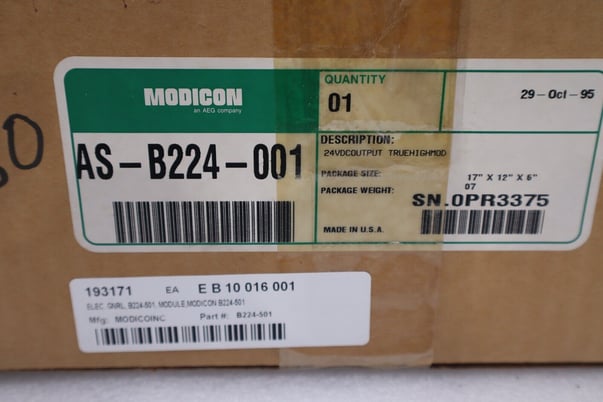 MODICON
an AEG company
QUANTITY
01
29-Oct-95
AS-B224-001
DESCRIPTION:
24VDCOUTPUT TRUEHIGHMOD
PACKAGE SIZE: 17" X 12" X 6"
PACKAGE WEIGHT: 07
SN.0PR3375
MADE IN U.S.A.
193171 EA E B 10 016 001
ELEC, GNRL, B224-501, MODULE,MODICON B224-501
Mfg: MODICOINC Part #: B224-501